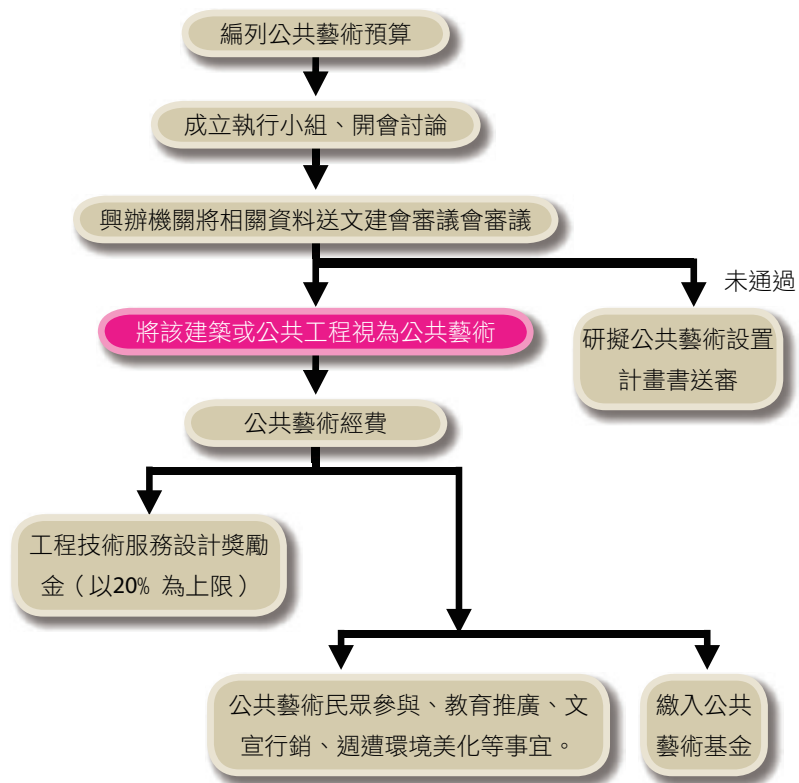 編列公共藝術預算
成立執行小組、開會討論
興辦機關將相關資料送文建會審議會審議
未通過
將該建築或公共工程視為公共藝術
研擬公共藝術設置
計畫書送審
公共藝術經費
工程技術服務設計獎勵
金（以20% 為上限）
公共藝術民眾參與、教育推廣、文
宣行銷、週遭環境美化等事宜。
繳入公共
藝術基金